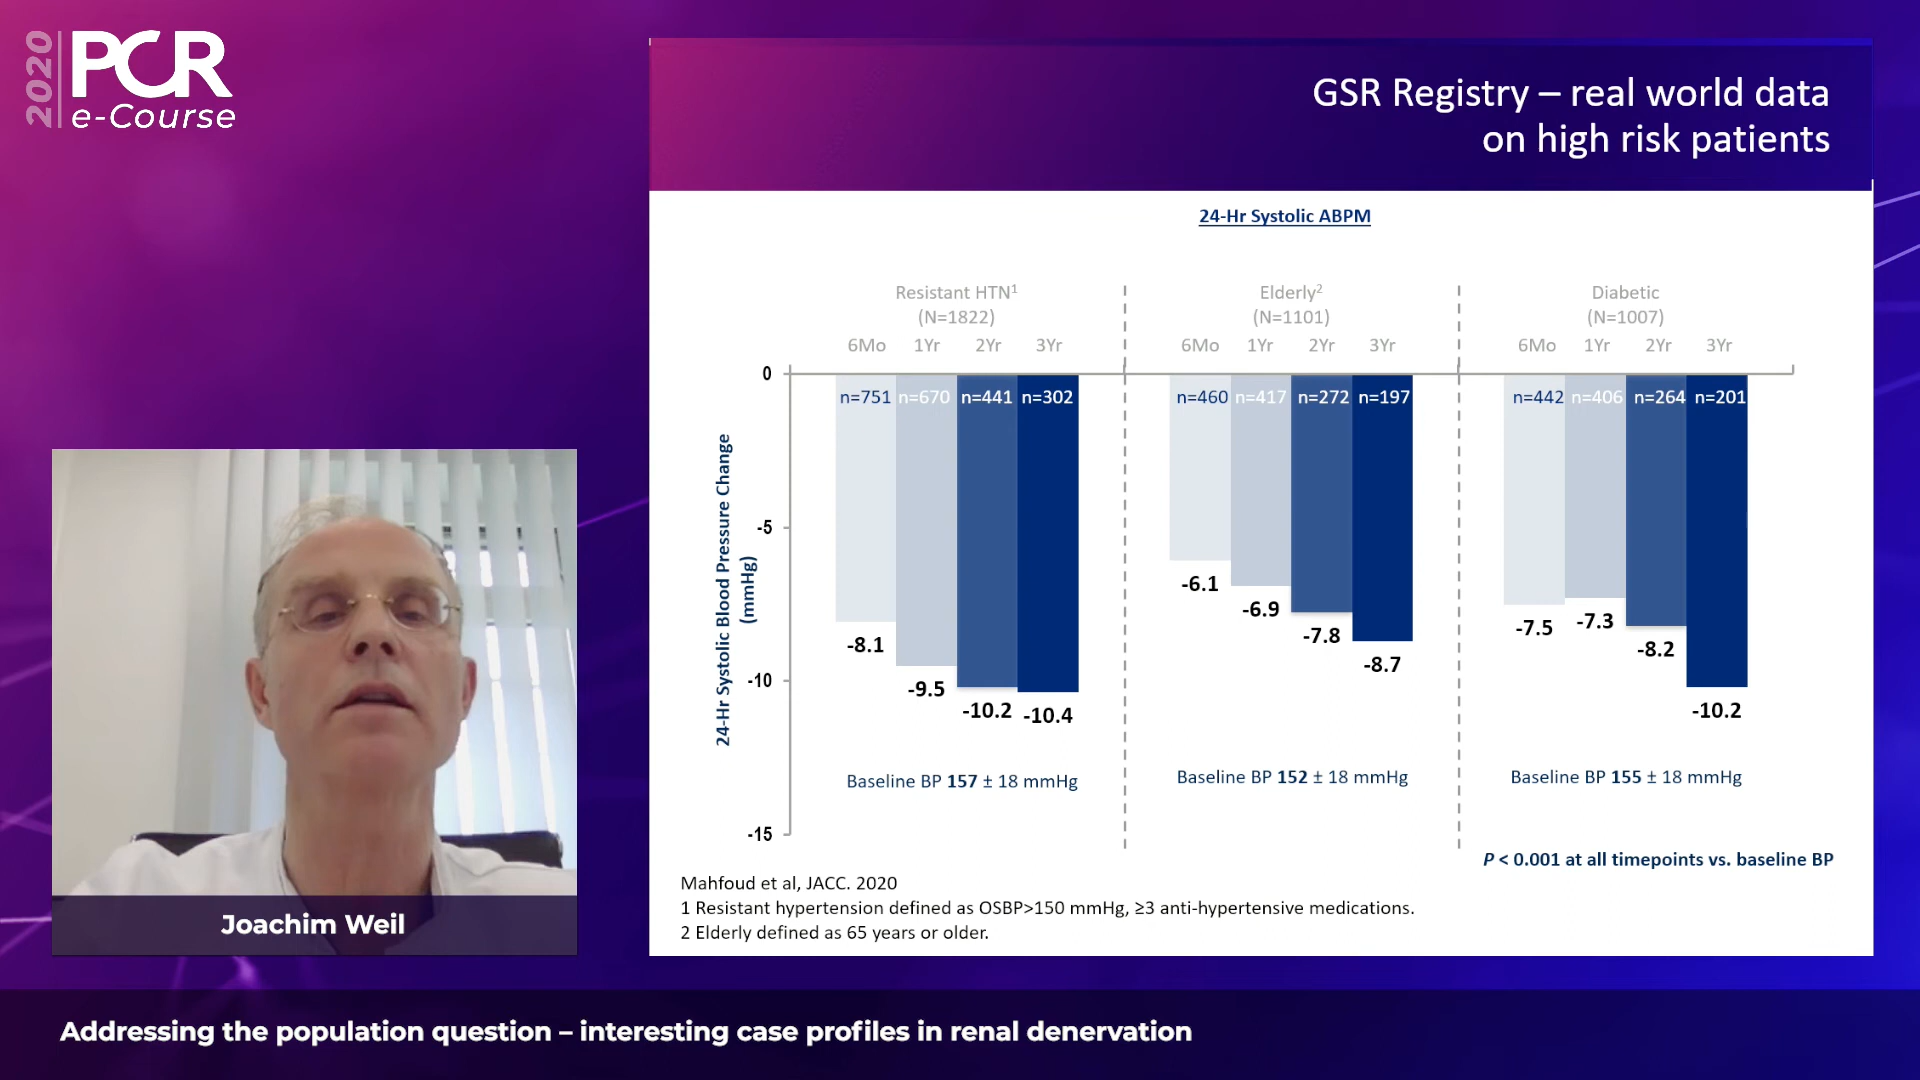 2020
PCR
e-Course
GSR Registry – real world data
on high risk patients
24-Hr Systolic ABPM
Resistant HTN1
(N=1822)
6Mo 1Yr 2Yr 3Yr
Elderly2
(N=1101)
6Mo 1Yr 2Yr 3Yr
Diabetic
(N=1007)
6Mo 1Yr 2Yr 3Yr
0
-5
-10
-15
24-Hr Systolic Blood Pressure Change
(mmHg)
n=751 n=670 n=441 n=302
-8.1
-9.5
-10.2
-10.4
Baseline BP 157 ± 18 mmHg
n=460 n=417 n=272 n=197
-6.1
-6.9
-7.8
-8.7
Baseline BP 152 ± 18 mmHg
n=442 n=406 n=264 n=201
-7.5
-7.3
-8.2
-10.2
Baseline BP 155 ± 18 mmHg
P < 0.001 at all timepoints vs. baseline BP
Mahfoud et al, JACC. 2020
1 Resistant hypertension defined as OSBP>150 mmHg, ≥3 anti-hypertensive medications.
2 Elderly defined as 65 years or older.
Joachim Weil
Addressing the population question – interesting case profiles in renal denervation